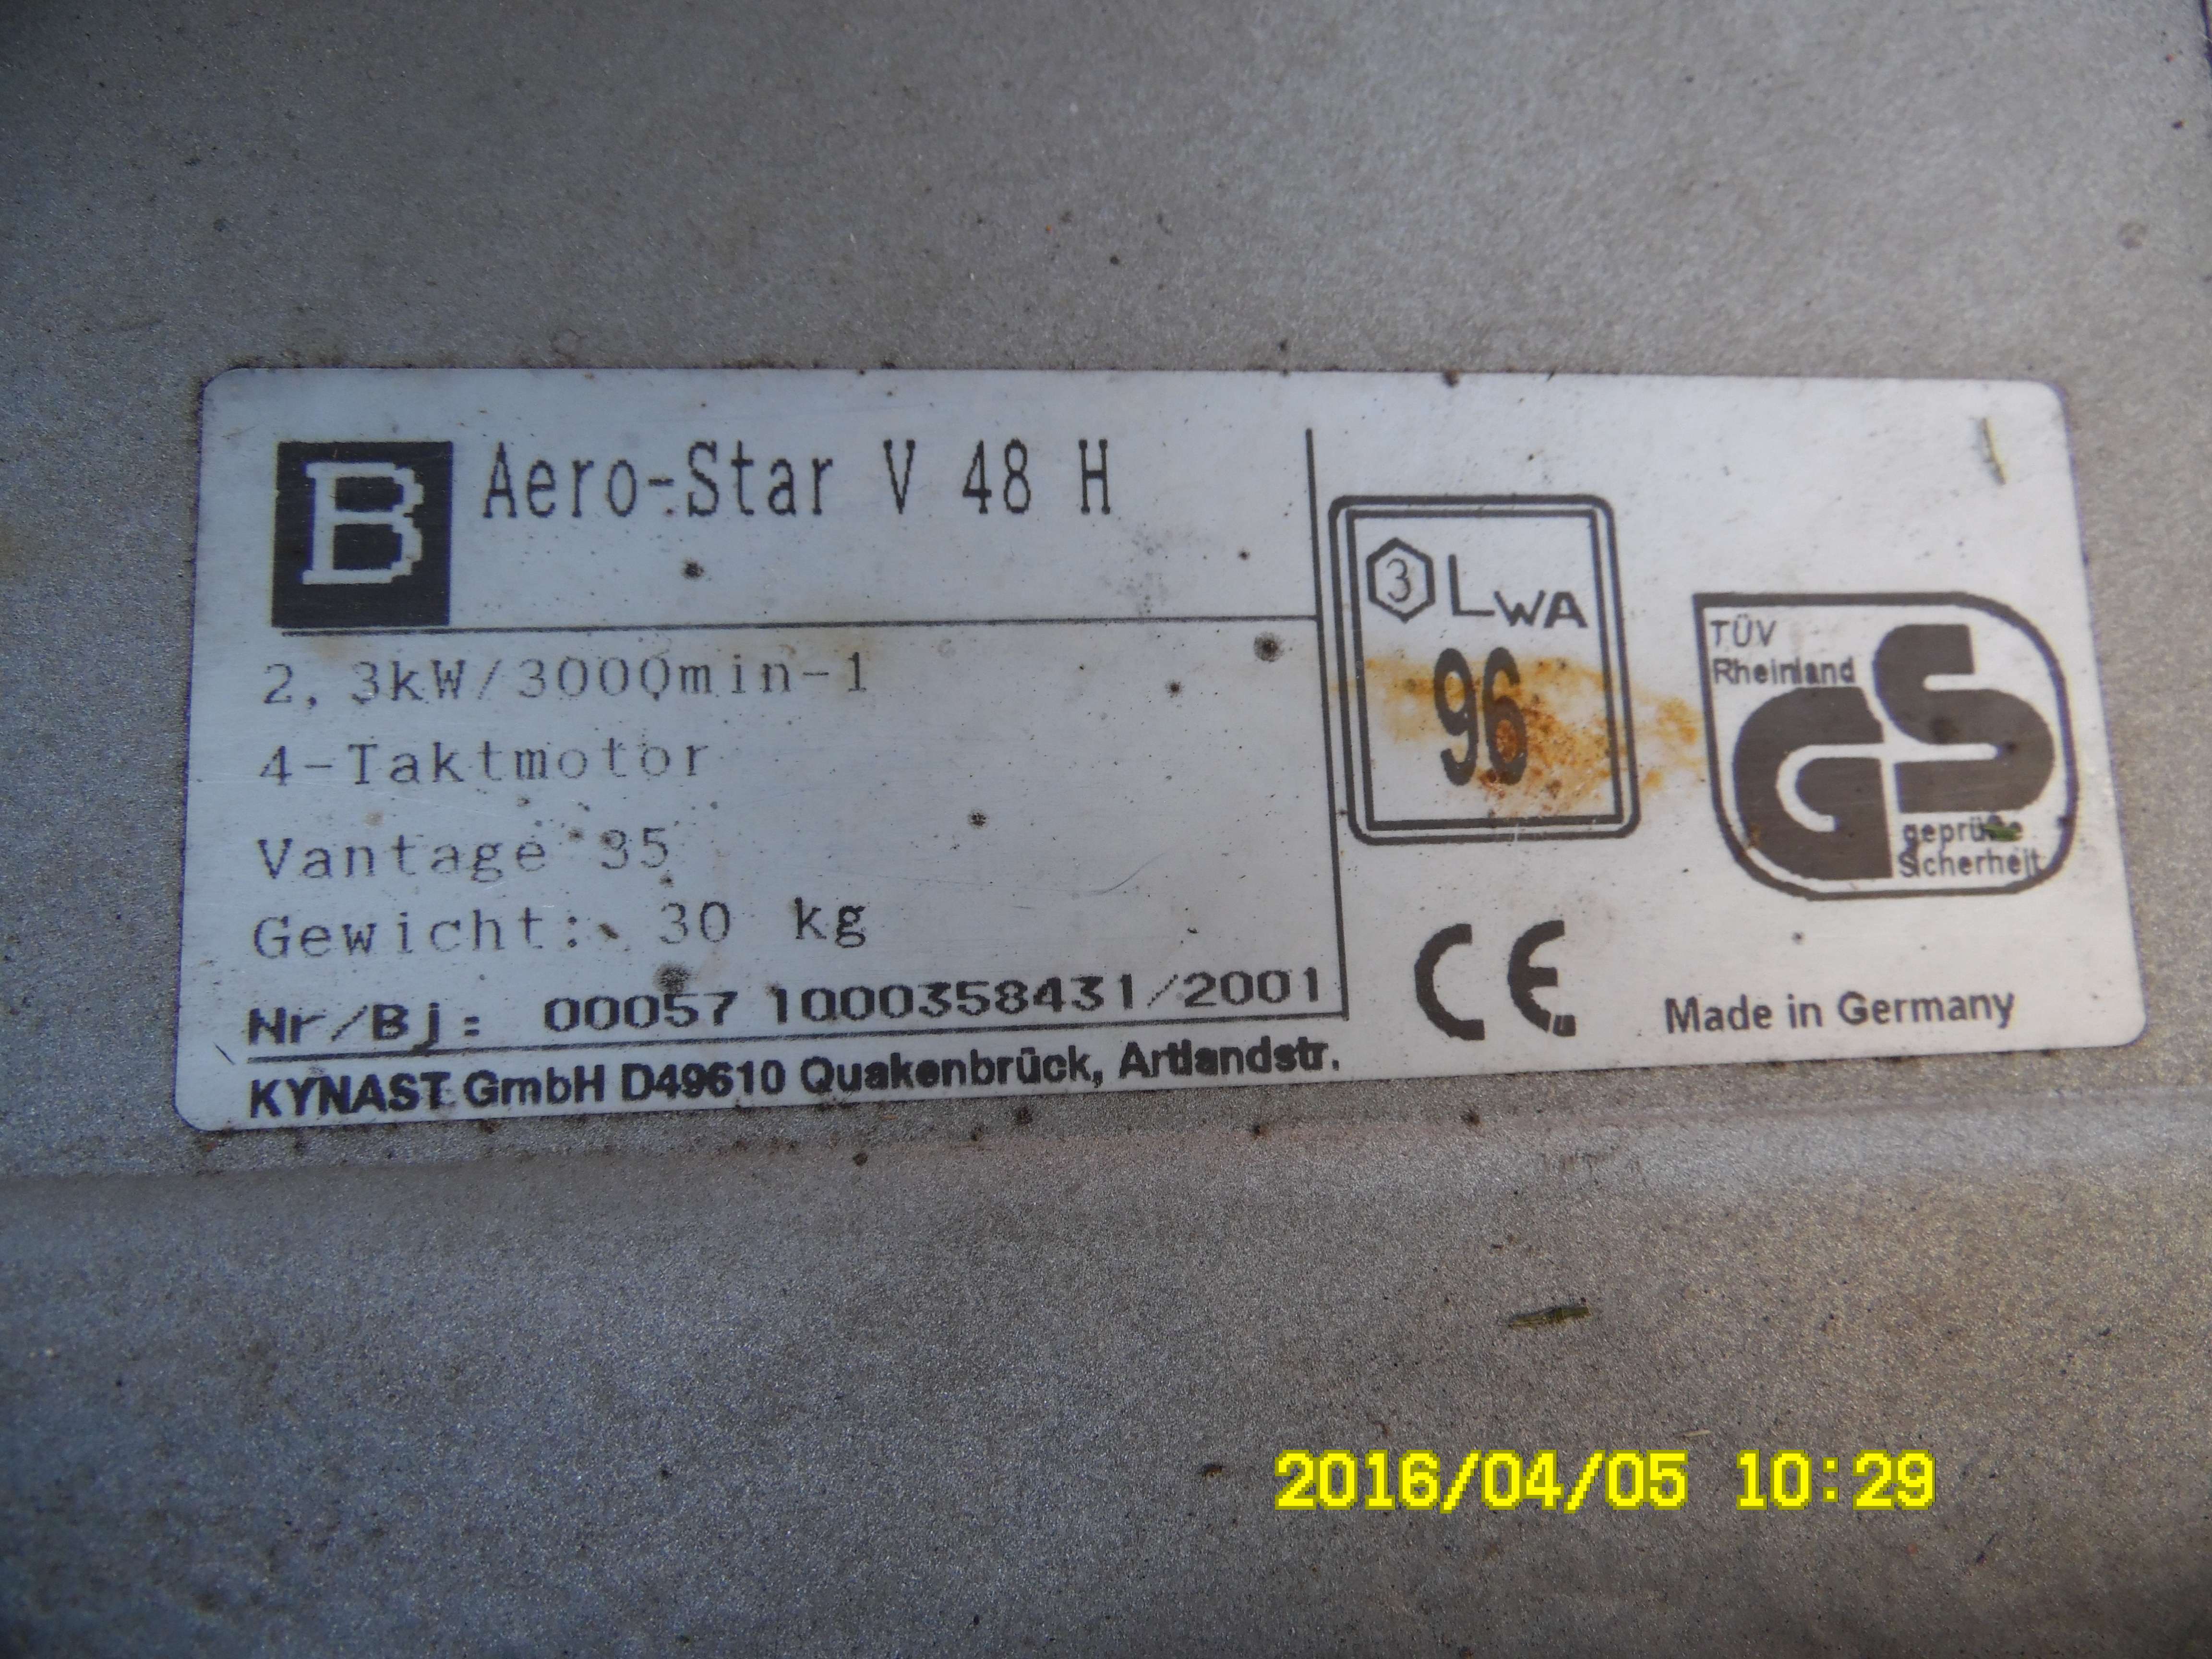 B Aero-Star V 48 H
2,3kW/3000min-1
4-Taktmotor
Vantage 35
Gewicht: 30 kg
Nr/Bj: 00057 1000358431/2001
KYNAST GmbH D49610 Quakenbrück, Artlandstr.
3 LWA
96
TÜV
Rheinland
GS
geprüfte
Sicherheit
CE
Made in Germany
2016/04/05 10:29